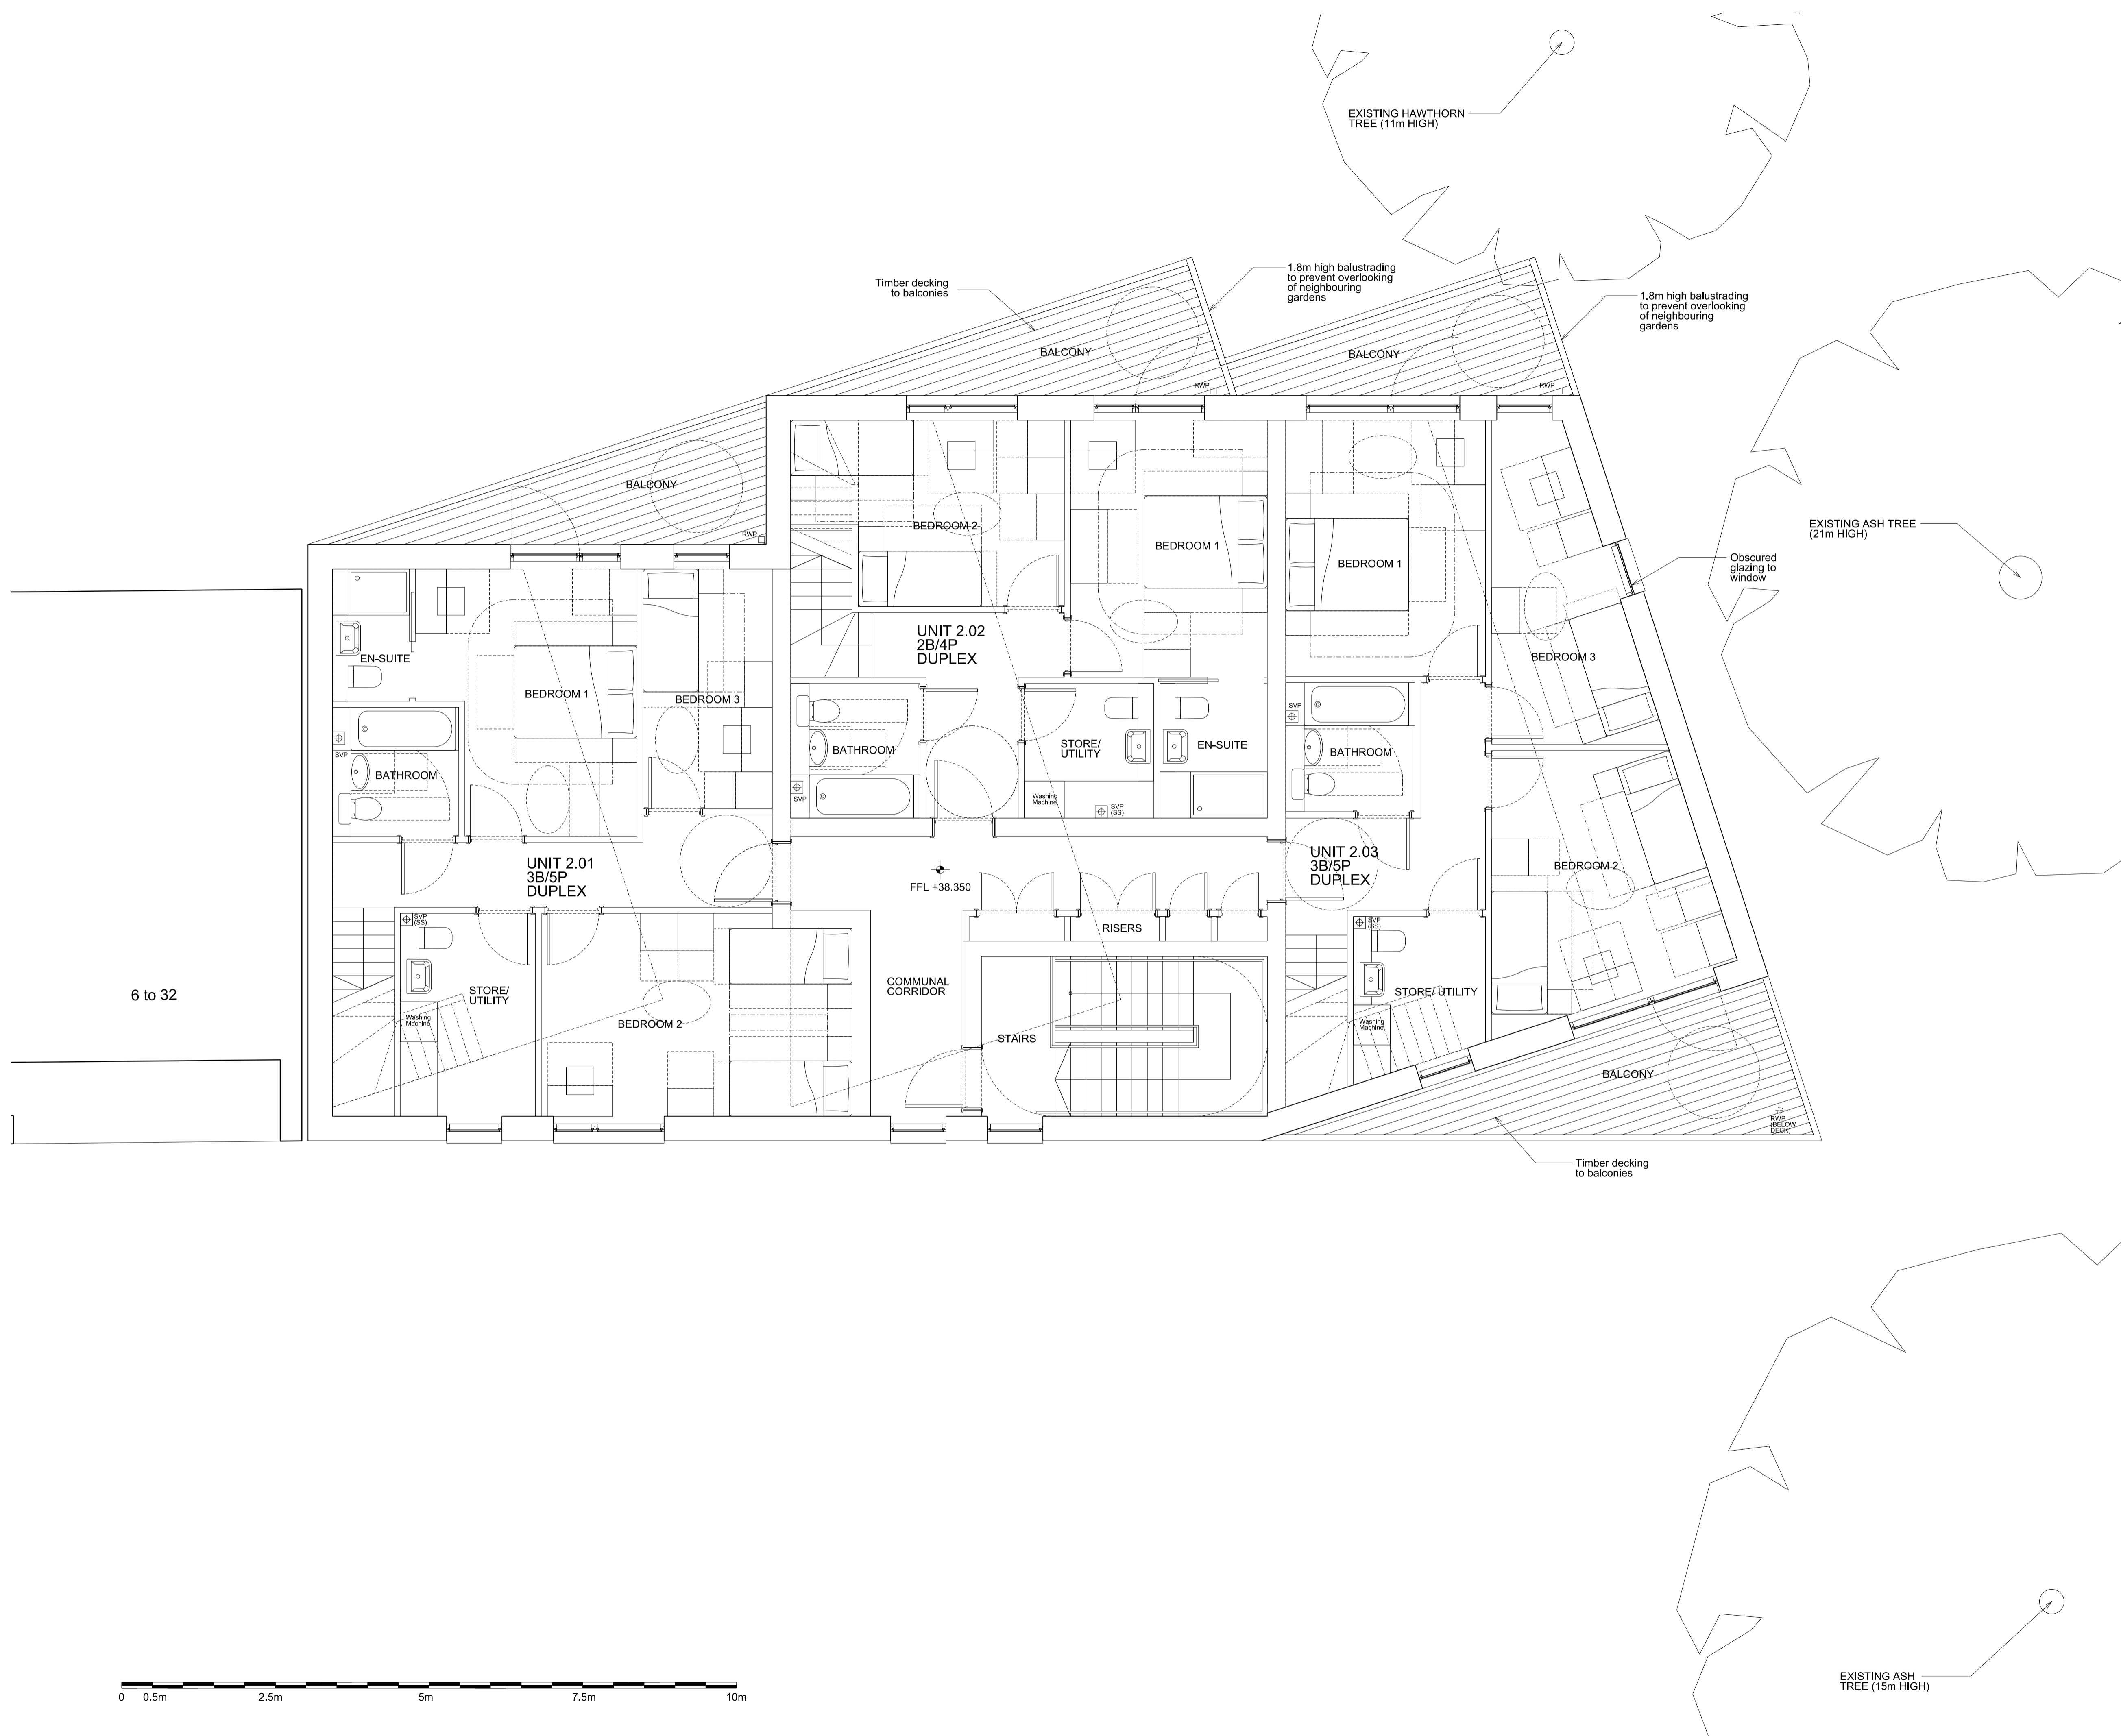 EXISTING HAWTHORN
TREE (11m HIGH)
1.8m high balustrading
to prevent overlooking
of neighbouring
gardens
Timber decking
to balconies
1.8m high balustrading
to prevent overlooking
of neighbouring
gardens
BALCONY
BALCONY
RWP
RWP
BALCONY
RWP
EXISTING ASH TREE
(21m HIGH)
Obscured
glazing to
window
BEDROOM 2
BEDROOM 1
BEDROOM 1
UNIT 2.02
2B/4P
DUPLEX
EN-SUITE
BEDROOM 1
BEDROOM 3
BEDROOM 3
SVP
BATHROOM
SVP
BATHROOM
SVP
STORE/
UTILITY
EN-SUITE
Washing
Machine
SVP
(SS)
SVP
BATHROOM
UNIT 2.01
3B/5P
DUPLEX
FFL +38.350
UNIT 2.03
3B/5P
DUPLEX
BEDROOM 2
SVP
(SS)
RISERS
SVP
(SS)
6 to 32
STORE/
UTILITY
Washing
Machine
BEDROOM 2
COMMUNAL
CORRIDOR
STAIRS
STORE/ UTILITY
Washing
Machine
BALCONY
RWP
(BELOW
DECK)
Timber decking
to balconies
EXISTING ASH
TREE (15m HIGH)
0 0.5m 2.5m 5m 7.5m 10m